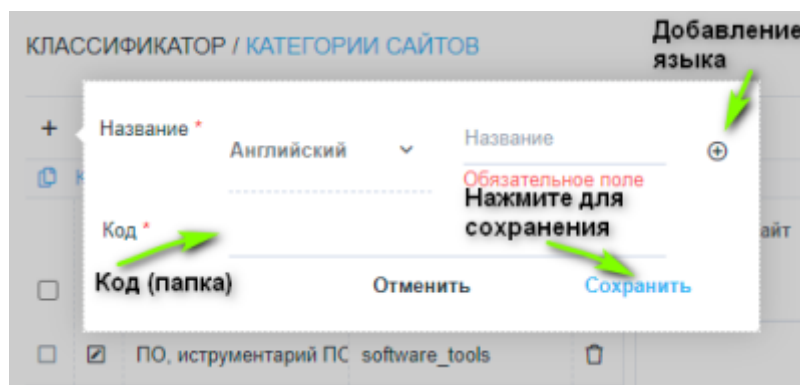 КЛАССИФИКАТОР / КАТЕГОРИИ САЙТОВ
Добавление
языка
Название *
Английский
Название
Обязательное поле
Нажмите для
сохранения
Код *
айт
Код (папка)
Отменить
Сохранить
ПО, иструментарий ПС software_tools